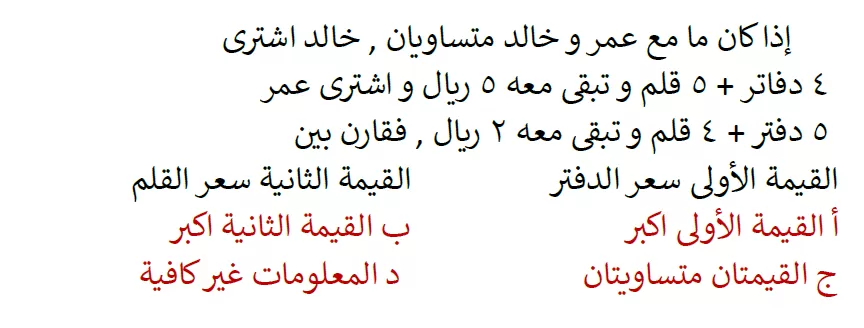 إذا كان ما مع عمر و خالد متساويان , خالد اشترى
٤ دفاتر + ٥ قلم و تبقى معه ٥ ريال و اشترى عمر
٥ دفتر + ٤ قلم و تبقى معه ٢ ريال , فقارن بين
القيمة الأولى سعر الدفتر القيمة الثانية سعر القلم
أ القيمة الأولى اكبر ب القيمة الثانية اكبر
ج القيمتان متساويتان د المعلومات غير كافية